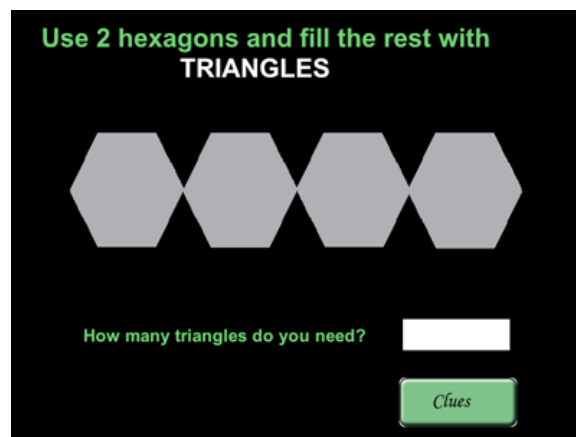 Use 2 hexagons and fill the rest with
TRIANGLES
How many triangles do you need?
Clues